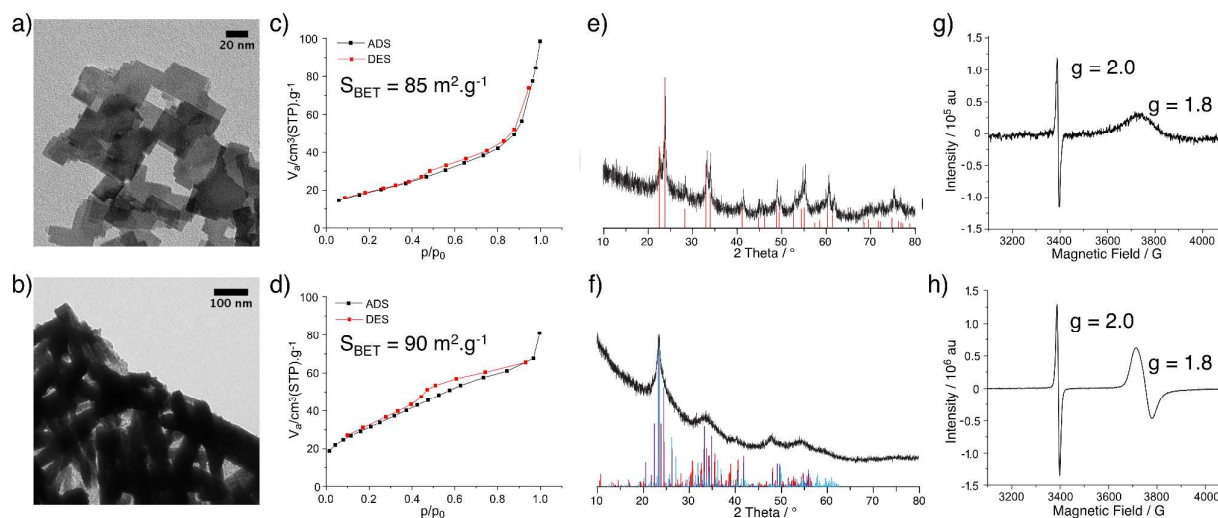 a)
20 nm
b)
100 nm
c)
ADS
DES
S_BET = 85 m².g⁻¹
Vₐ/cm³(STP).g⁻¹
100
80
60
40
20
0
0.0 0.2 0.4 0.6 0.8 1.0
p/p₀
d)
ADS
DES
S_BET = 90 m².g⁻¹
Vₐ/cm³(STP).g⁻¹
100
80
60
40
20
0
0.0 0.2 0.4 0.6 0.8 1.0
p/p₀
e)
10 20 30 40 50 60 70 80
2 Theta / °
f)
10 20 30 40 50 60 70 80
2 Theta / °
g)
g = 2.0
g = 1.8
Intensity / 10⁵ au
1.5
1.0
0.5
0
- 0.5
- 1.0
- 1.5
3200 3400 3600 3800 4000
Magnetic Field / G
h)
g = 2.0
g = 1.8
Intensity / 10⁶ au
1.5
1.0
0.5
0
- 0.5
- 1.0
- 1.5
3200 3400 3600 3800 4000
Magnetic Field / G